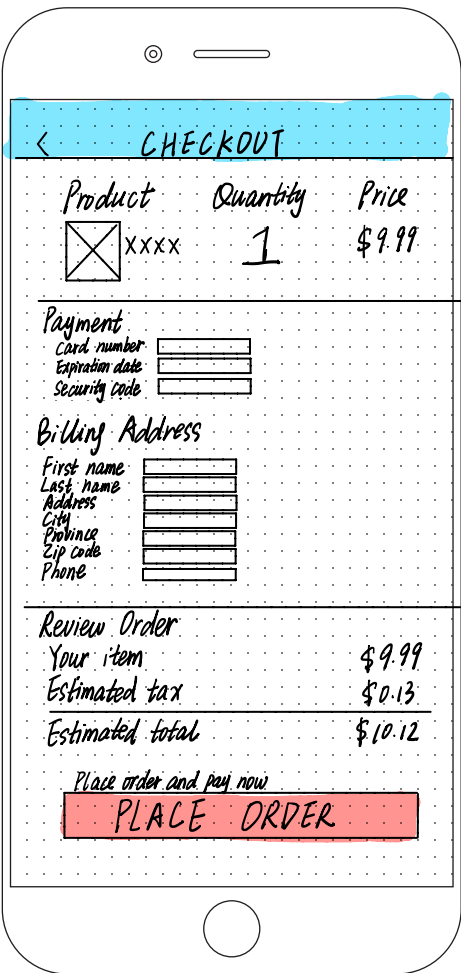 < CHECKOUT
Product Quantity Price
xxxx 1 $9.99
Payment
Card number
Expiration date
Security code
Billing Address
First name
Last name
Address
City
Province
Zip code
Phone
Review Order
Your item $9.99
Estimated tax $0.13
Estimated total $10.12
Place order and pay now
PLACE ORDER